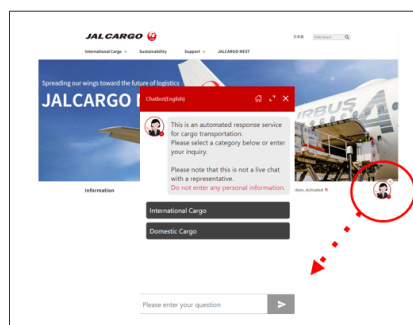 JALCARGO
日本語
International Cargo
Sustainability
Support
JALCARGO NEXT
Spreading our wings toward the future of logistics
JALCARGO
Chatbot(English)
This is an automated response service
for cargo transportation.
Please select a category below or enter
your inquiry.
Please note that this is not a live chat
with a representative.
Do not enter any personal information.
RBUS
Information
International Cargo
Domestic Cargo
Please enter your question